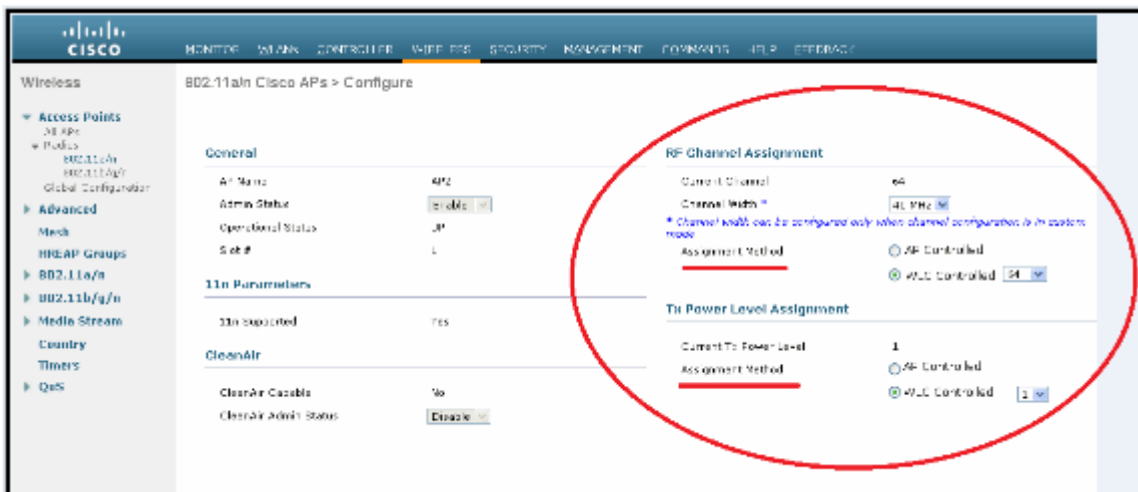 CISCO
MONITOR WLANs CONTROLLER WIRELESS SECURITY MANAGEMENT COMMANDS HELP FEEDBACK
Wireless
802.11a/n Cisco APs > Configure
Access Points
All APs
Radios
802.11a/n
802.11b/g/n
Global Configuration
Advanced
Mesh
HREAP Groups
802.11a/n
802.11b/g/n
Media Stream
Country
Timers
QoS
General
AP Name AP2
Admin Status Enable
Operational Status UP
Slot # 1
11n Parameters
11n Supported Yes
CleanAir
CleanAir Capable No
CleanAir Admin Status Disable
RF Channel Assignment
Current Channel 64
Channel Width * 40 MHz
* Channel width can be configured only when channel configuration is in custom
mode
Assignment Method AP Controlled
WLC Controlled 64
Tx Power Level Assignment
Current Tx Power Level 1
Assignment Method AP Controlled
WLC Controlled 1